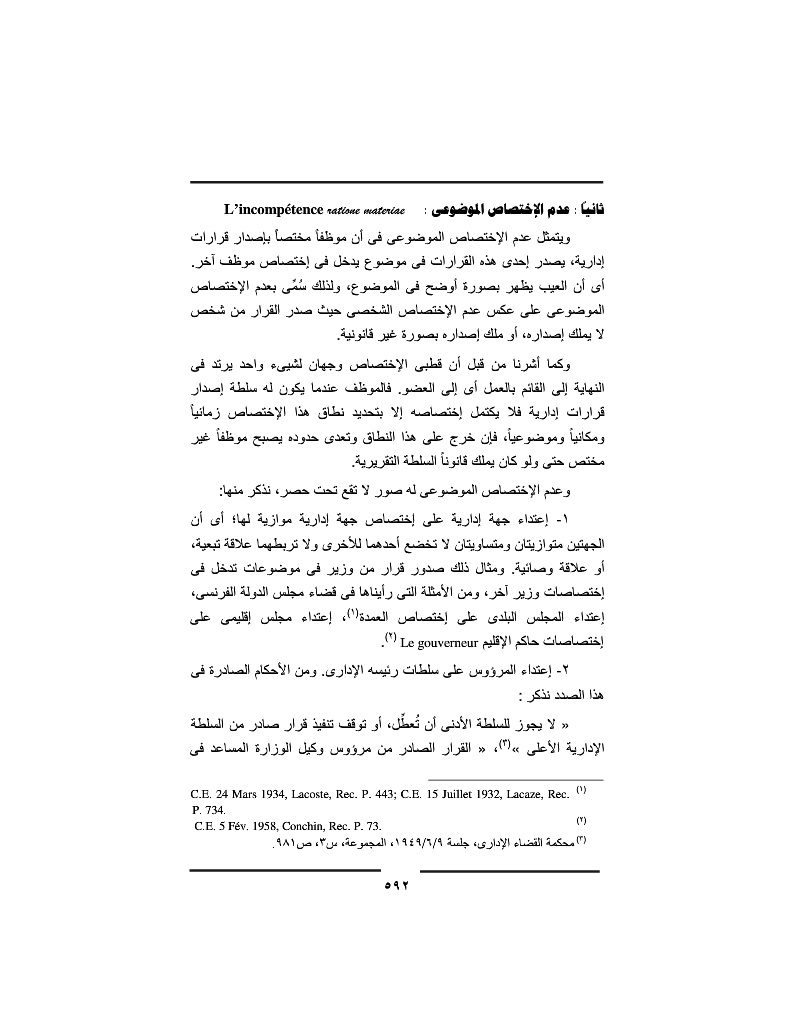 ثانياً : عدم الإختصاص الموضوعى : L'incompétence ratione materiae
ويتمثل عدم الإختصاص الموضوعى فى أن موظفاً مختصاً بإصدار قرارات
إدارية، يصدر إحدى هذه القرارات فى موضوع يدخل فى إختصاص موظف آخر.
أى أن العيب يظهر بصورة أوضح فى الموضوع، ولذلك سُمِّى بعدم الإختصاص
الموضوعى على عكس عدم الإختصاص الشخصى حيث صدر القرار من شخص
لا يملك إصداره، أو ملك إصداره بصورة غير قانونية.
وكما أشرنا من قبل أن قطبى الإختصاص وجهان لشيىء واحد يرتد فى
النهاية إلى القائم بالعمل أى إلى العضو. فالموظف عندما يكون له سلطة إصدار
قرارات إدارية فلا يكتمل إختصاصه إلا بتحديد نطاق هذا الإختصاص زمانياً
ومكانياً وموضوعياً، فإن خرج على هذا النطاق وتعدى حدوده يصبح موظفاً غير
مختص حتى ولو كان يملك قانوناً السلطة التقريرية.
وعدم الإختصاص الموضوعى له صور لا تقع تحت حصر، نذكر منها:
١- إعتداء جهة إدارية على إختصاص جهة إدارية موازية لها؛ أى أن
الجهتين متوازيتان ومتساويتان لا تخضع أحدهما للأخرى ولا تربطهما علاقة تبعية،
أو علاقة وصائية. ومثال ذلك صدور قرار من وزير فى موضوعات تدخل فى
إختصاصات وزير آخر، ومن الأمثلة التى رأيناها فى قضاء مجلس الدولة الفرنسى،
إعتداء المجلس البلدى على إختصاص العمدة(١)، إعتداء مجلس إقليمى على
إختصاصات حاكم الإقليم Le gouverneur (٢).
٢- إعتداء المرؤوس على سلطات رئيسه الإدارى. ومن الأحكام الصادرة فى
هذا الصدد نذكر :
« لا يجوز للسلطة الأدنى أن تُعطِّل، أو توقف تنفيذ قرار صادر من السلطة
الإدارية الأعلى »(٣)، « القرار الصادر من مرؤوس وكيل الوزارة المساعد فى
(١) C.E. 24 Mars 1934, Lacoste, Rec. P. 443; C.E. 15 Juillet 1932, Lacaze, Rec.
P. 734.
(٢) C.E. 5 Fév. 1958, Conchin, Rec. P. 73.
(٣) محكمة القضاء الإدارى، جلسة ١٩٤٩/٦/٩، المجموعة، س٣، ص٩٨١.
٥٩٢